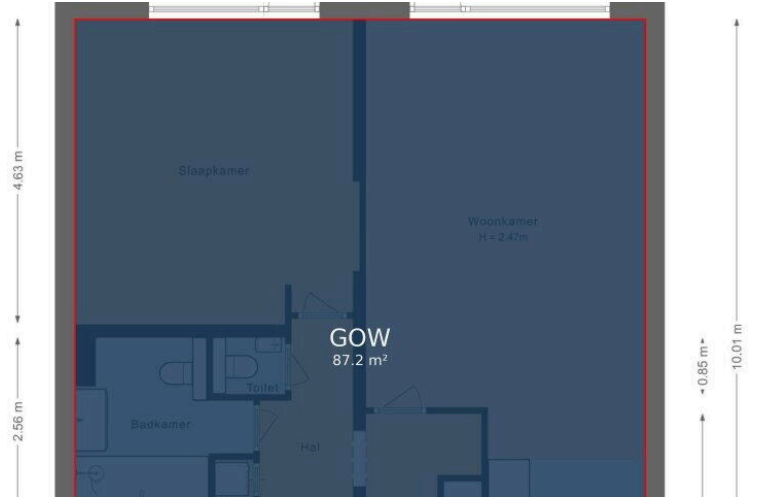 4.63 m
Slaapkamer
Woonkamer
H = 2.47m
GOW
87.2 m²
10.01 m
0.85 m
Toilet
2.56 m
Badkamer
Hal